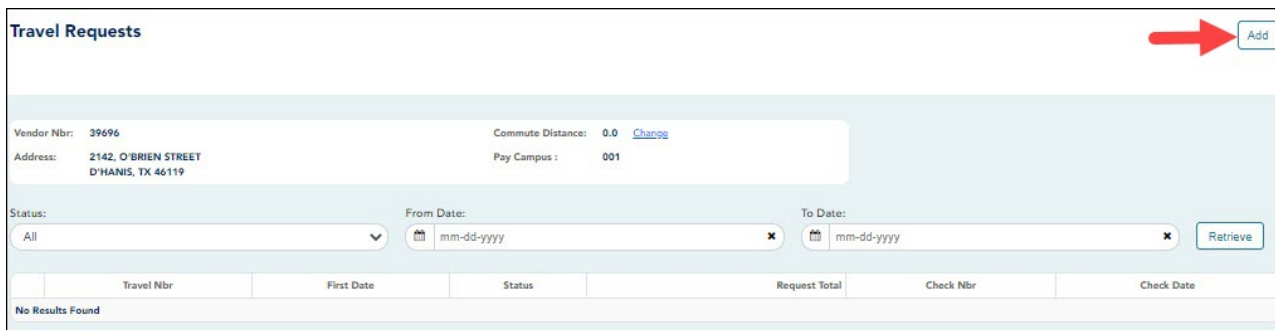 Travel Requests
Add
Vendor Nbr: 39696 Commute Distance: 0.0 Change
Address: 2142, O'BRIEN STREET Pay Campus : 001
D'HANIS, TX 46119
Status: From Date: To Date:
All mm-dd-yyyy mm-dd-yyyy Retrieve
Travel Nbr First Date Status Request Total Check Nbr Check Date
No Results Found